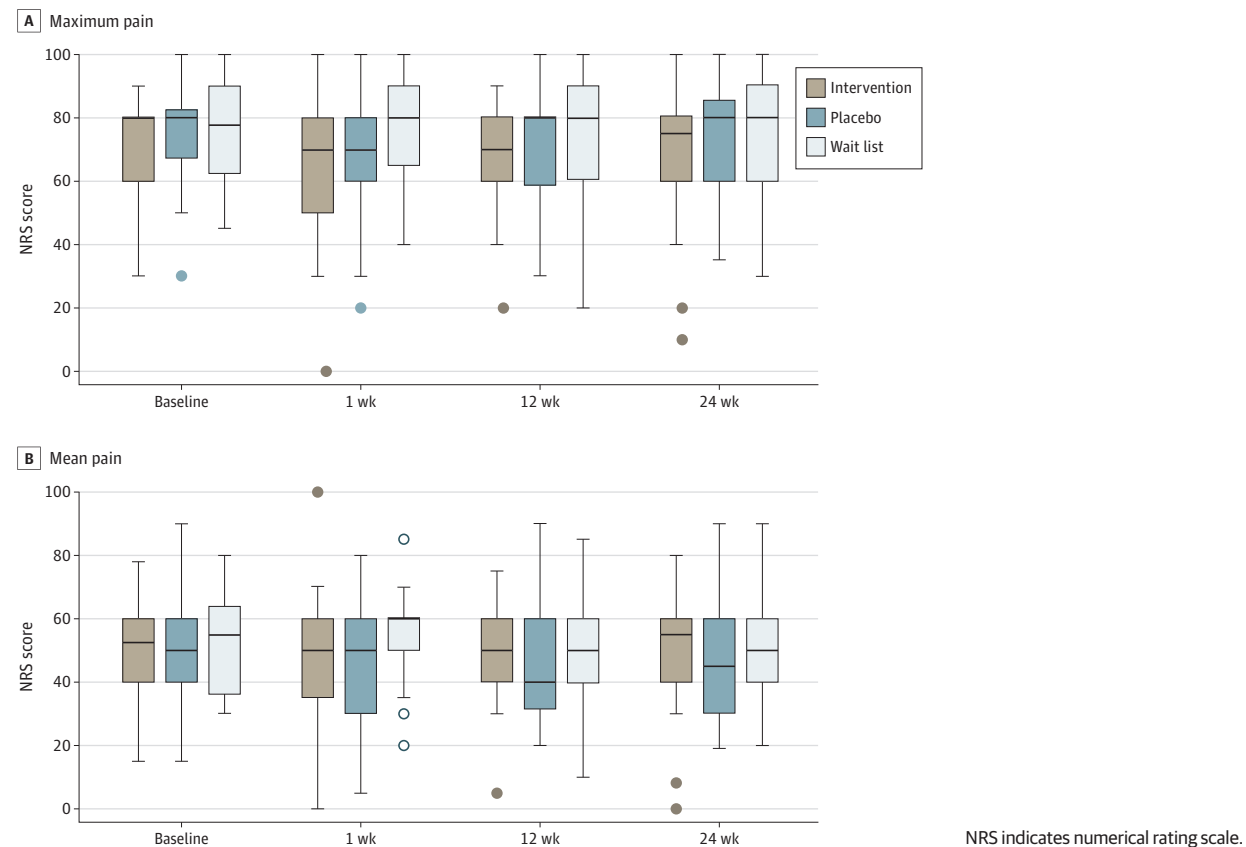 A Maximum pain
100
80
60
40
20
0
NRS score
Baseline 1 wk 12 wk 24 wk
Intervention
Placebo
Wait list
B Mean pain
100
80
60
40
20
0
NRS score
Baseline 1 wk 12 wk 24 wk
NRS indicates numerical rating scale.